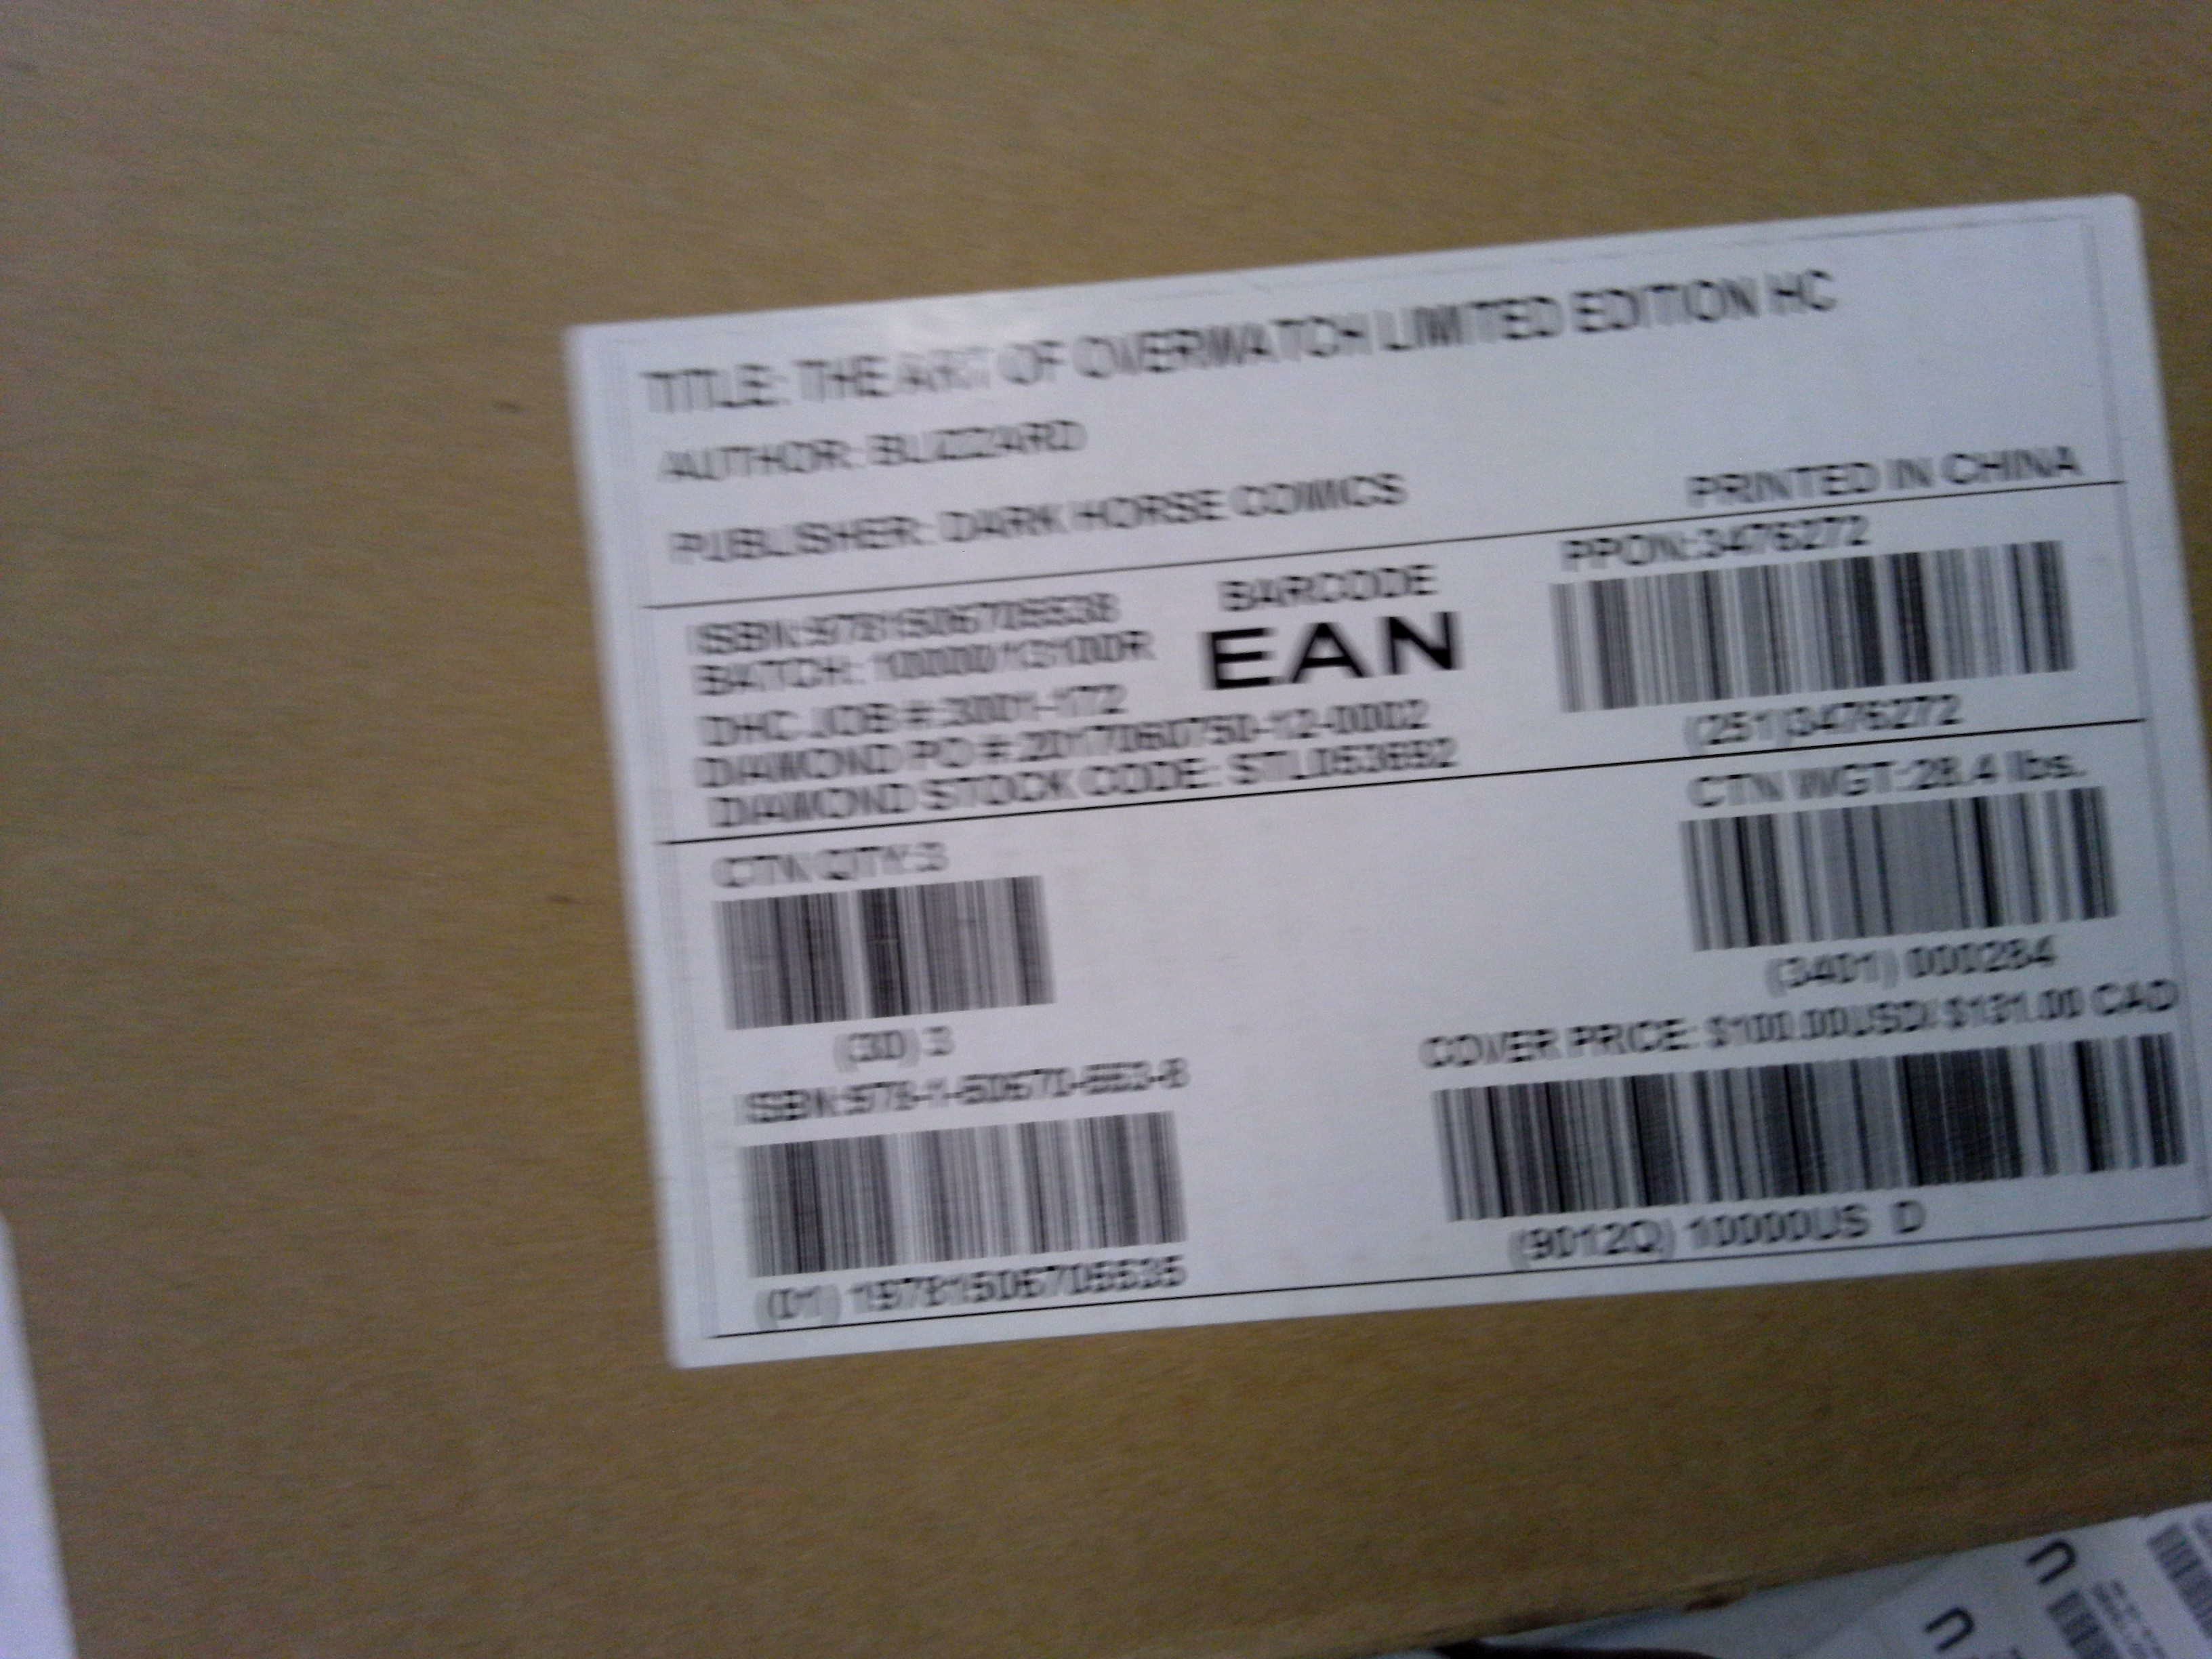 TITLE: THE ART OF OVERWATCH LIMITED EDITION HC
AUTHOR: BLIZZARD
PUBLISHER: DARK HORSE COMICS
PRINTED IN CHINA
ISBN:9781506705538
BATCH:
DHC JOB #:3001-172
DIAMOND PO #:2017060750-12-0002
DIAMOND STOCK CODE: STL053692
BARCODE
EAN
PPON:3476272
(251)3476272
CTN QTY:3
(30) 3
CTN WGT:28.4 lbs.
(3401) 000284
ISBN:978-1-50670-553-8
(01) 19781506705535
COVER PRICE: $100.00USD/ $131.00 CAD
(9012Q) 10000US D